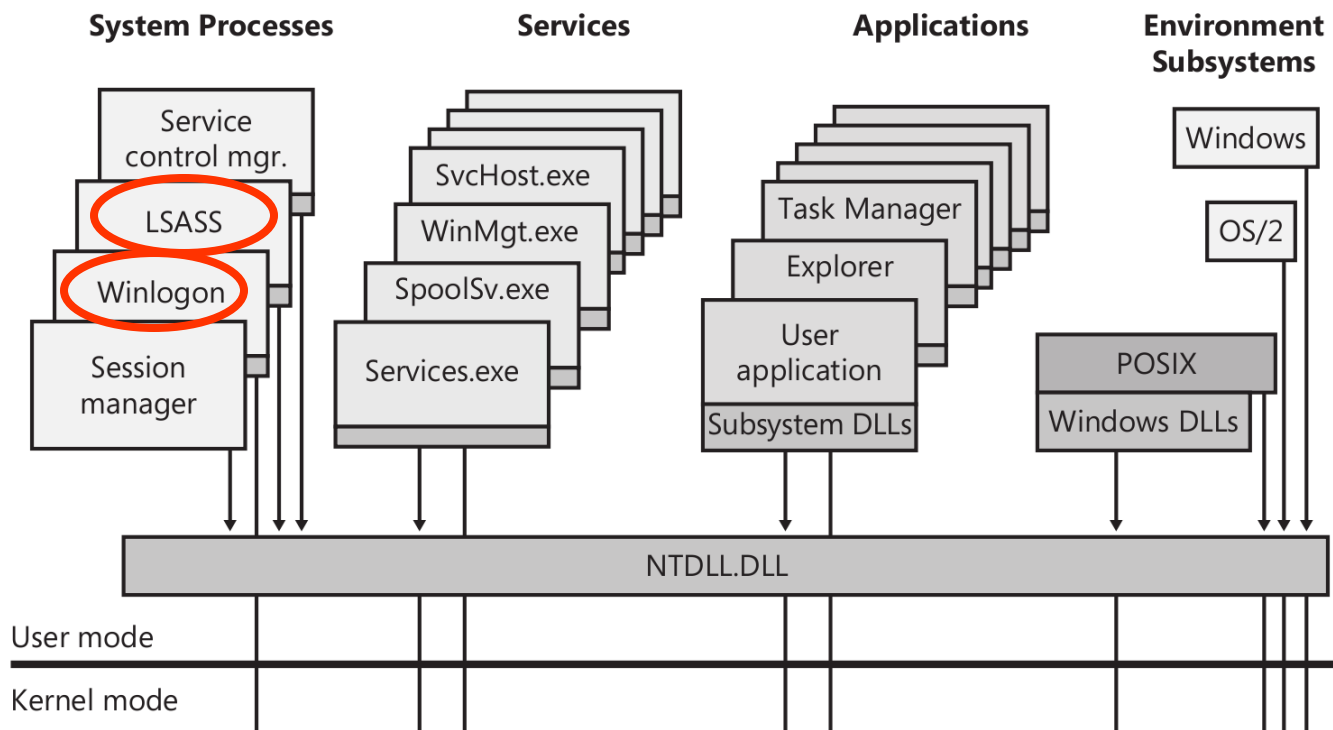 System Processes
Services
Applications
Environment
Subsystems
Service
control mgr.
LSASS
Winlogon
Session
manager
SvcHost.exe
WinMgt.exe
SpoolSv.exe
Services.exe
Task Manager
Explorer
User
application
Subsystem DLLs
Windows
OS/2
POSIX
Windows DLLs
NTDLL.DLL
User mode
Kernel mode